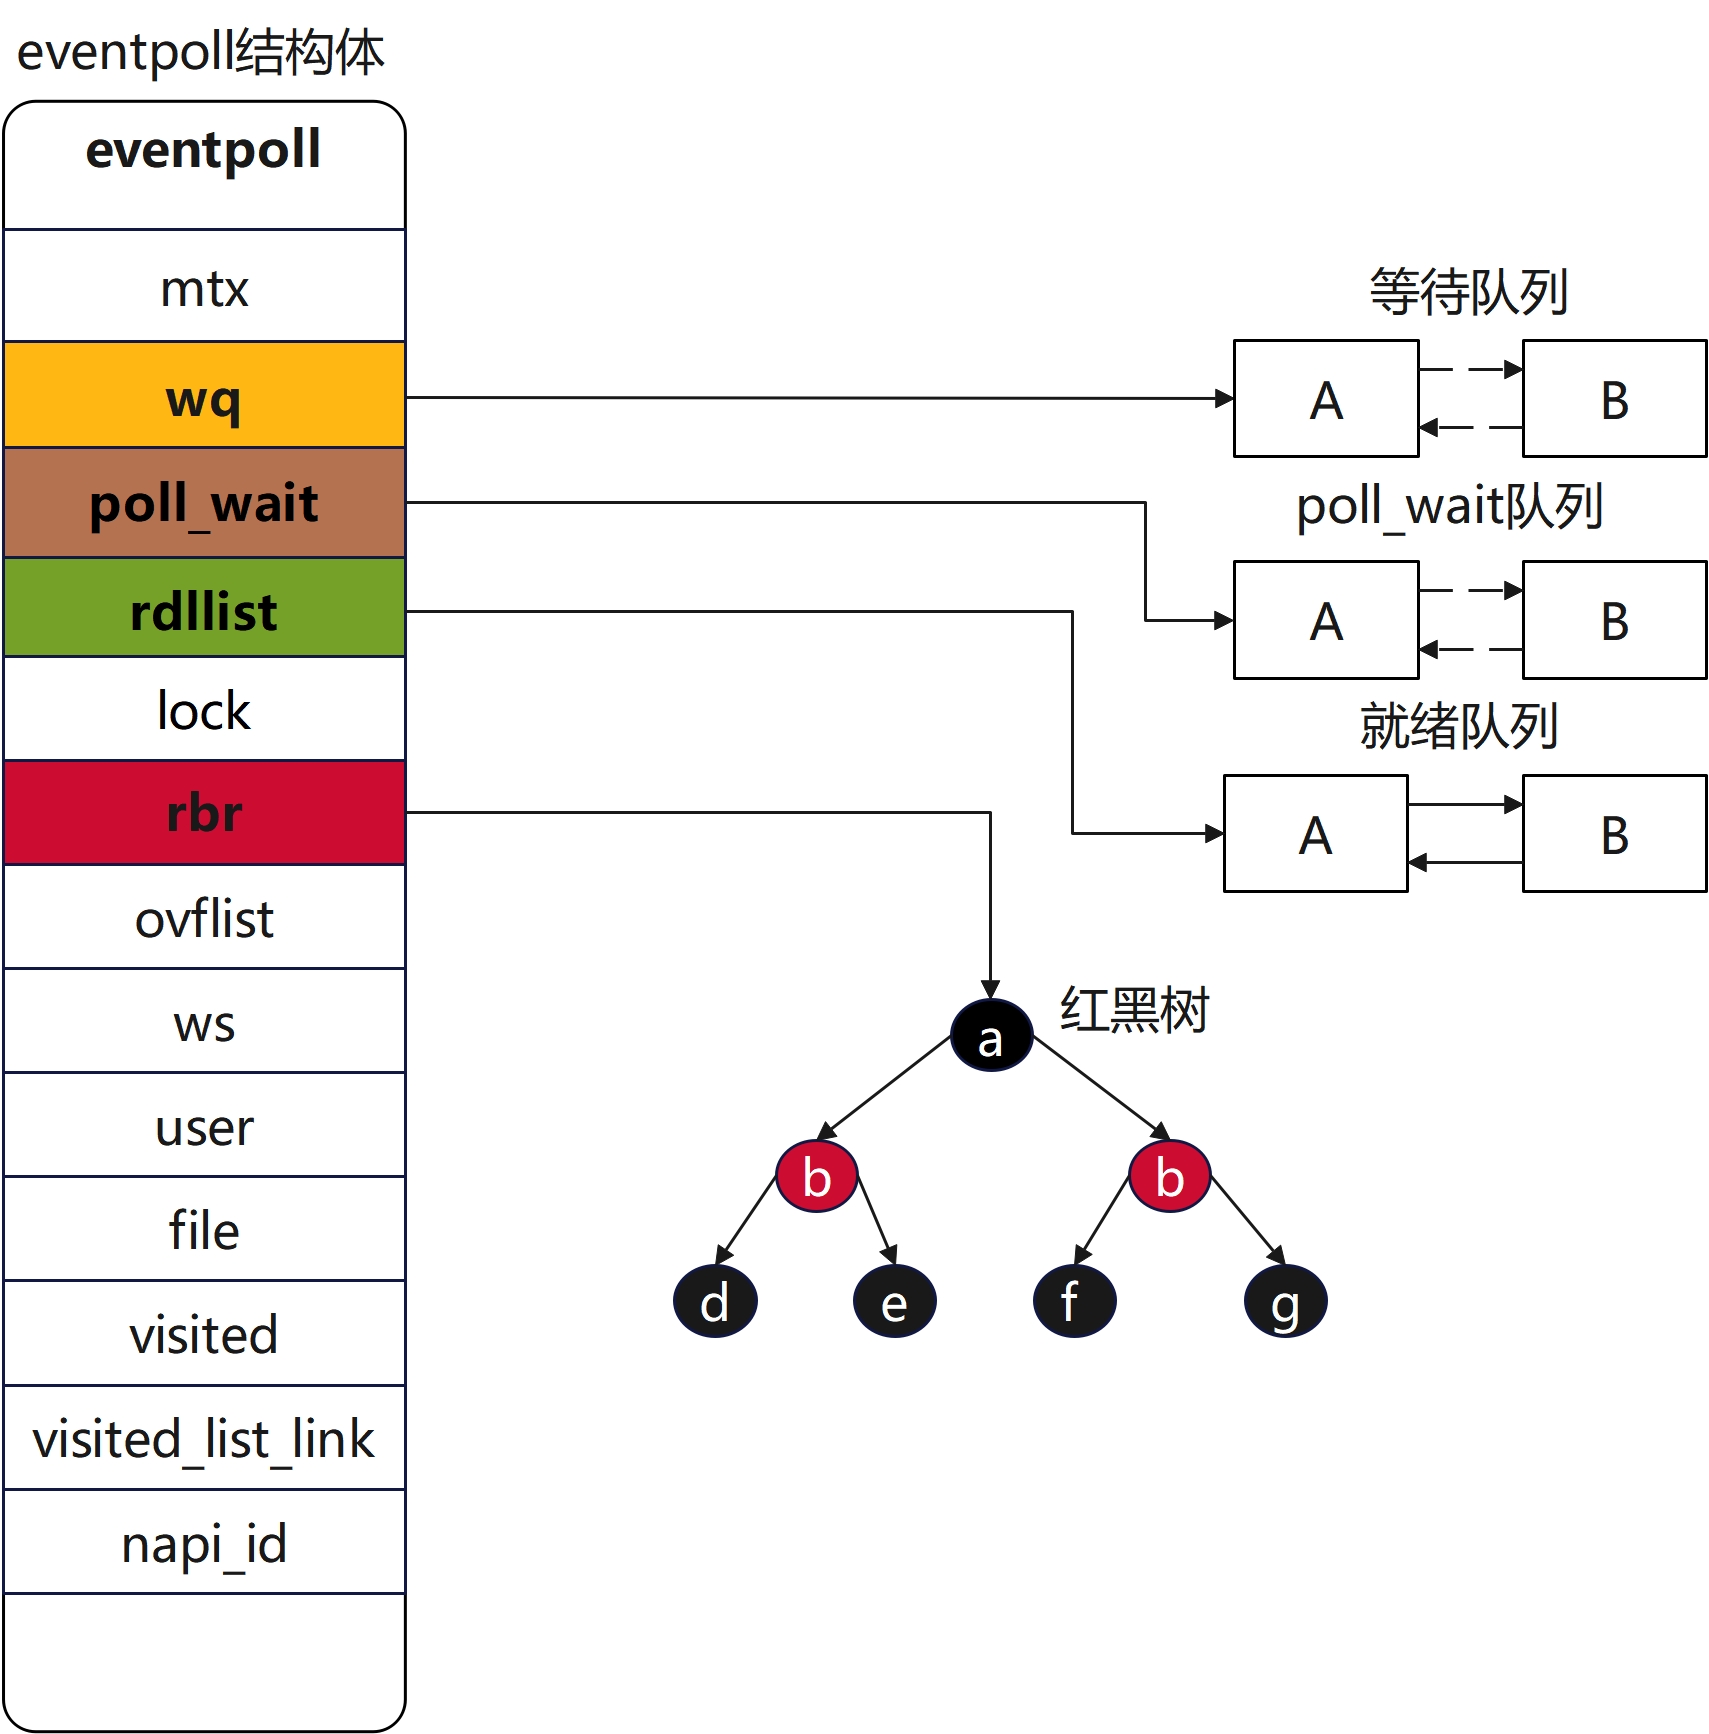 eventpoll结构体
eventpoll
mtx
wq
poll_wait
rdllist
lock
rbr
ovflist
ws
user
file
visited
visited_list_link
napi_id
等待队列
A
B
poll_wait队列
A
B
就绪队列
A
B
红黑树
a
b
b
d
e
f
g